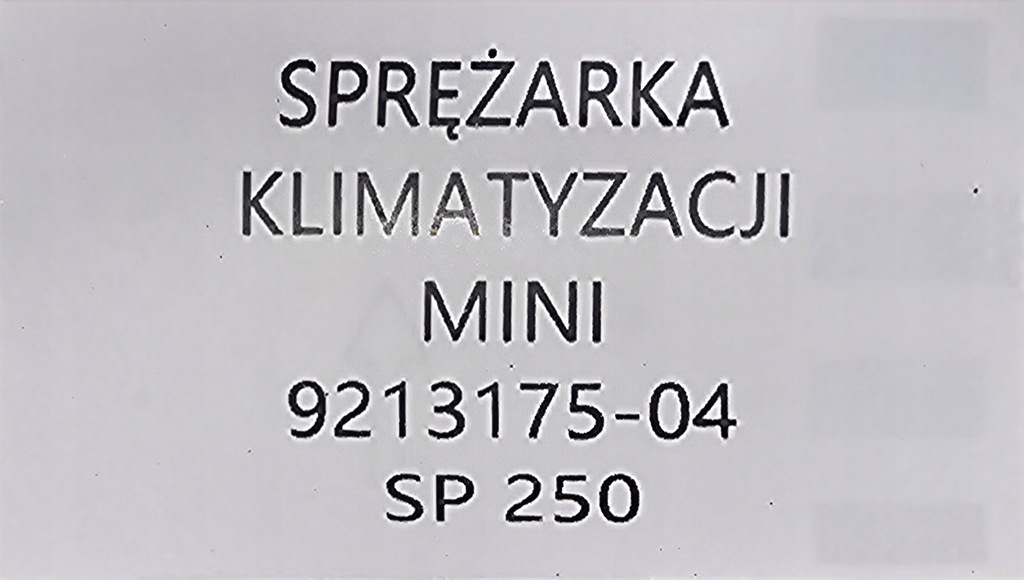 SPRĘŻARKA
KLIMATYZACJI
MINI
9213175-04
SP 250